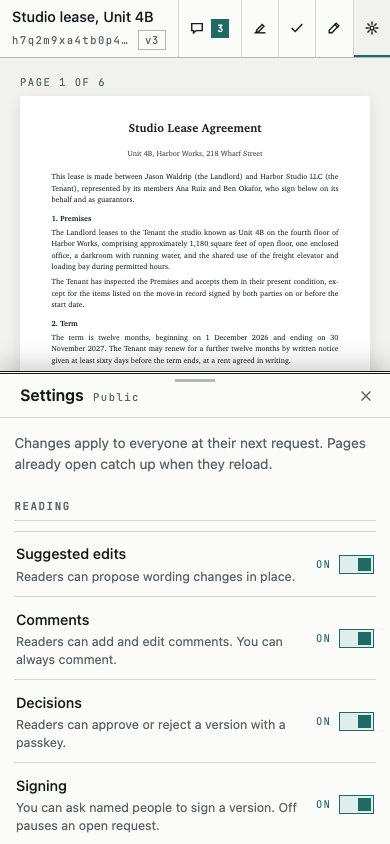 Studio lease, Unit 4B
h7q2m9xa4tb0p4… v3
3
PAGE 1 OF 6
Studio Lease Agreement
Unit 4B, Harbor Works, 218 Wharf Street
This lease is made between Jason Waldrip (the Landlord) and Harbor Studio LLC (the
Tenant), represented by its members Ana Ruiz and Ben Okafor, who sign below on its
behalf and as guarantors.
1. Premises
The Landlord leases to the Tenant the studio known as Unit 4B on the fourth floor of
Harbor Works, comprising approximately 1,180 square feet of open floor, one enclosed
office, a darkroom with running water, and the shared use of the freight elevator and
loading bay during permitted hours.
The Tenant has inspected the Premises and accepts them in their present condition, ex-
cept for the items listed on the move-in record signed by both parties on or before the
start date.
2. Term
The term is twelve months, beginning on 1 December 2026 and ending on 30
November 2027. The Tenant may renew for a further twelve months by written notice
given at least sixty days before the term ends, at a rent agreed in writing.
Settings Public
Changes apply to everyone at their next request. Pages
already open catch up when they reload.
READING
Suggested edits
Readers can propose wording changes in place.
ON
Comments
Readers can add and edit comments. You can
always comment.
ON
Decisions
Readers can approve or reject a version with a
passkey.
ON
Signing
You can ask named people to sign a version. Off
pauses an open request.
ON